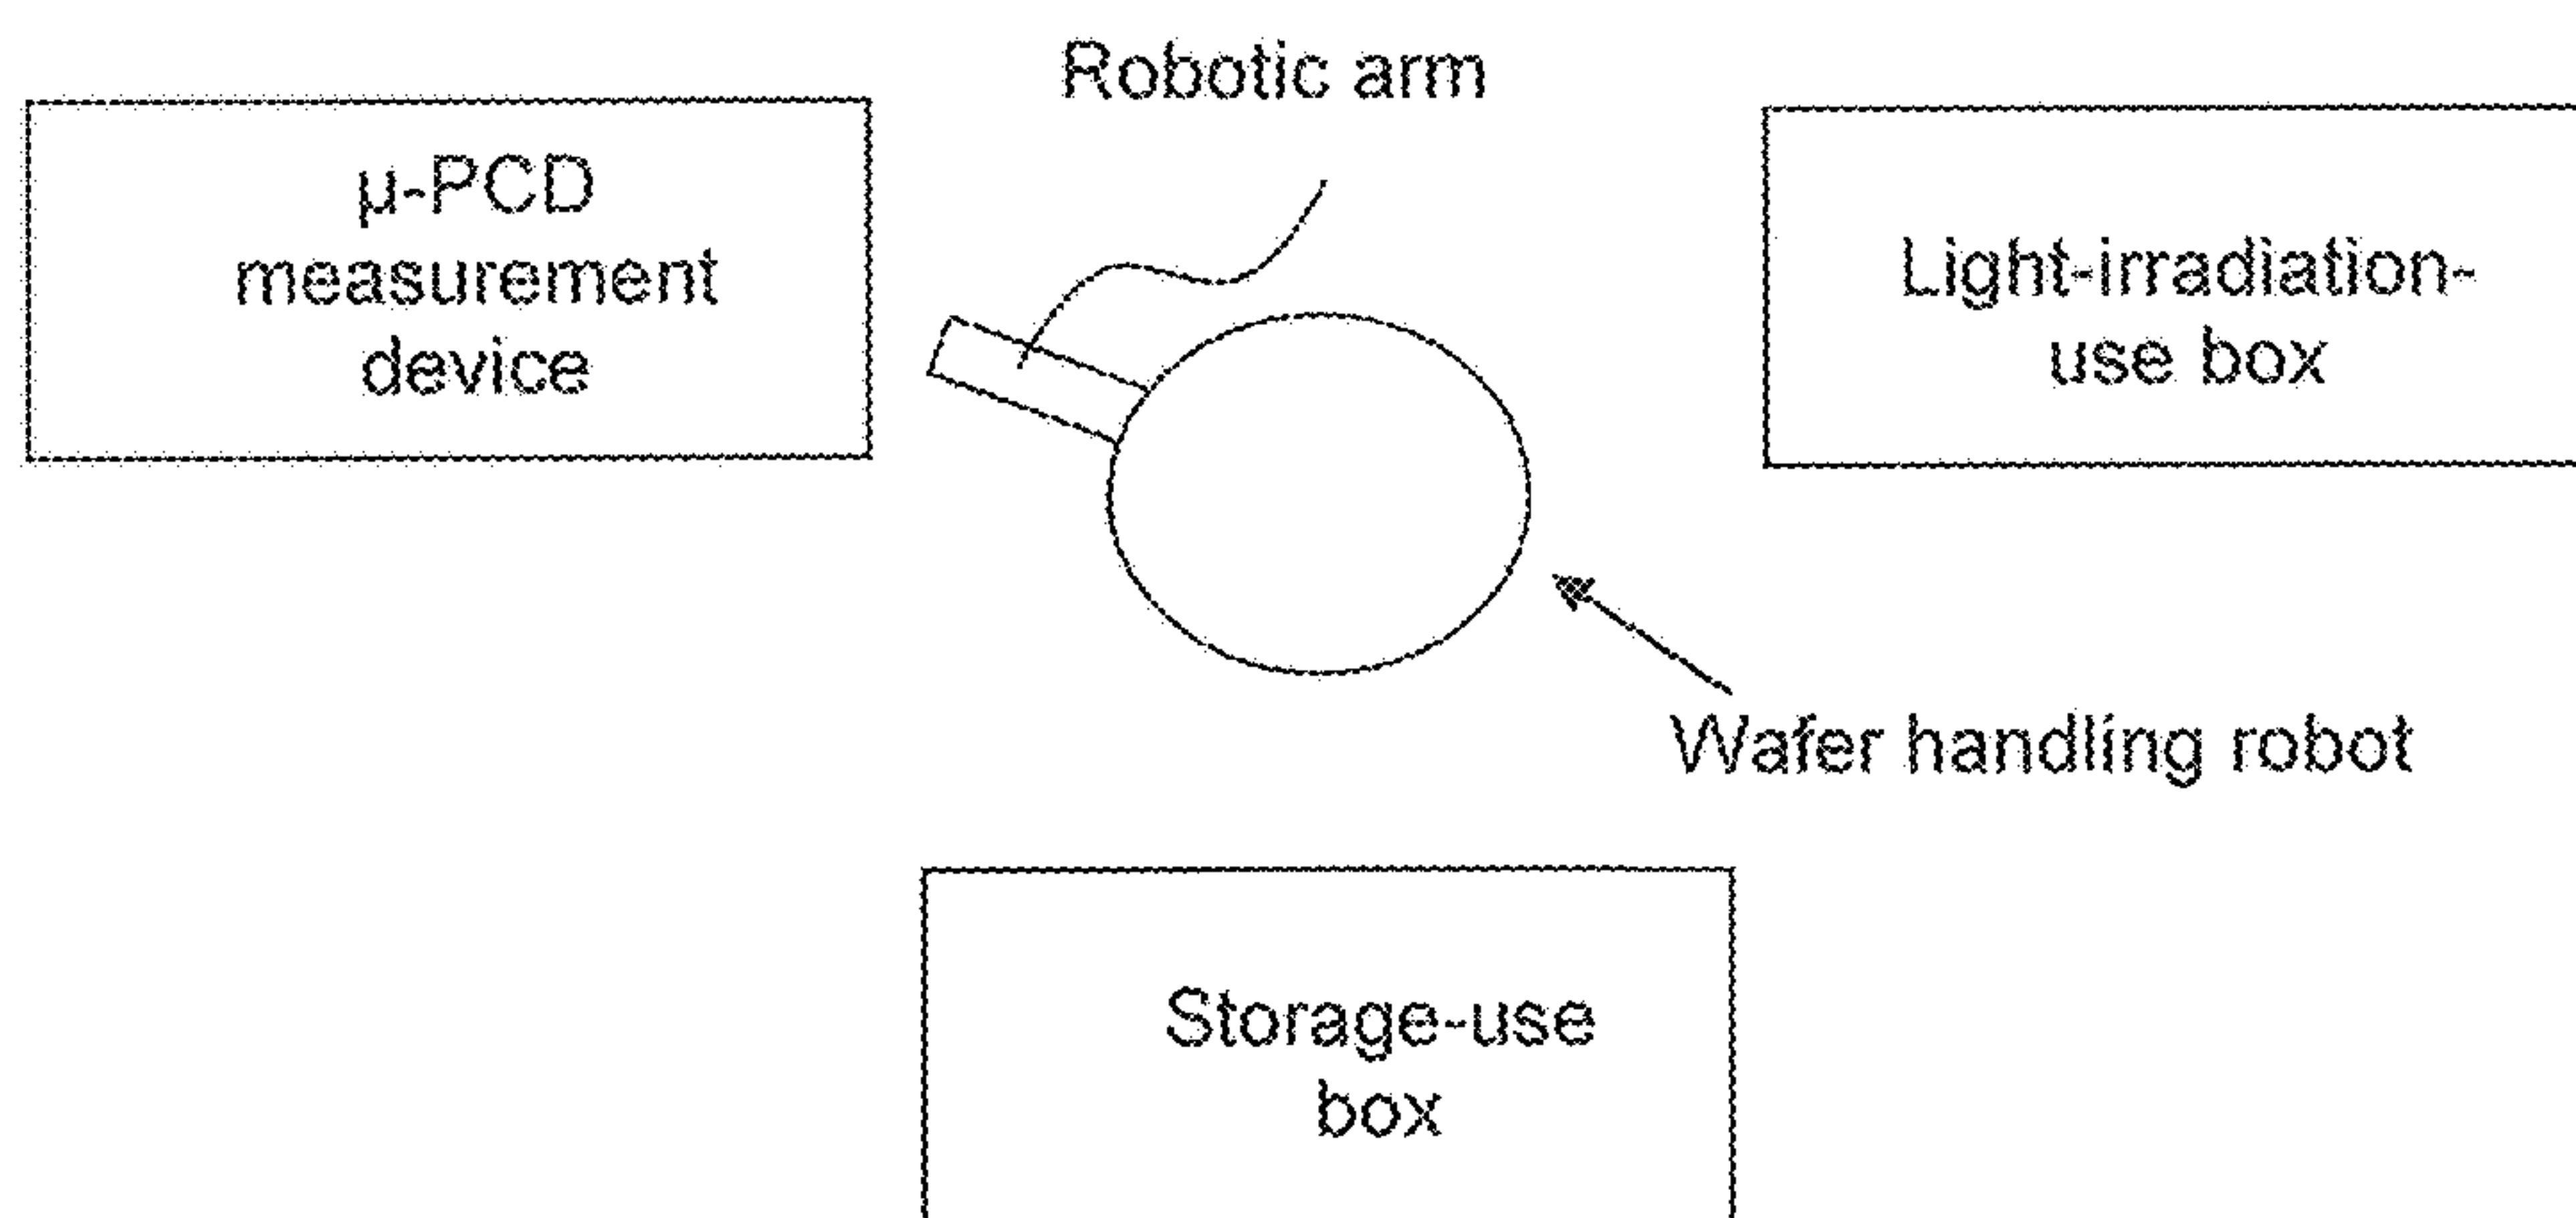 Robotic arm
μ-PCD
measurement
device
Light-irradiation-
use box
Wafer handling robot
Storage-use
box